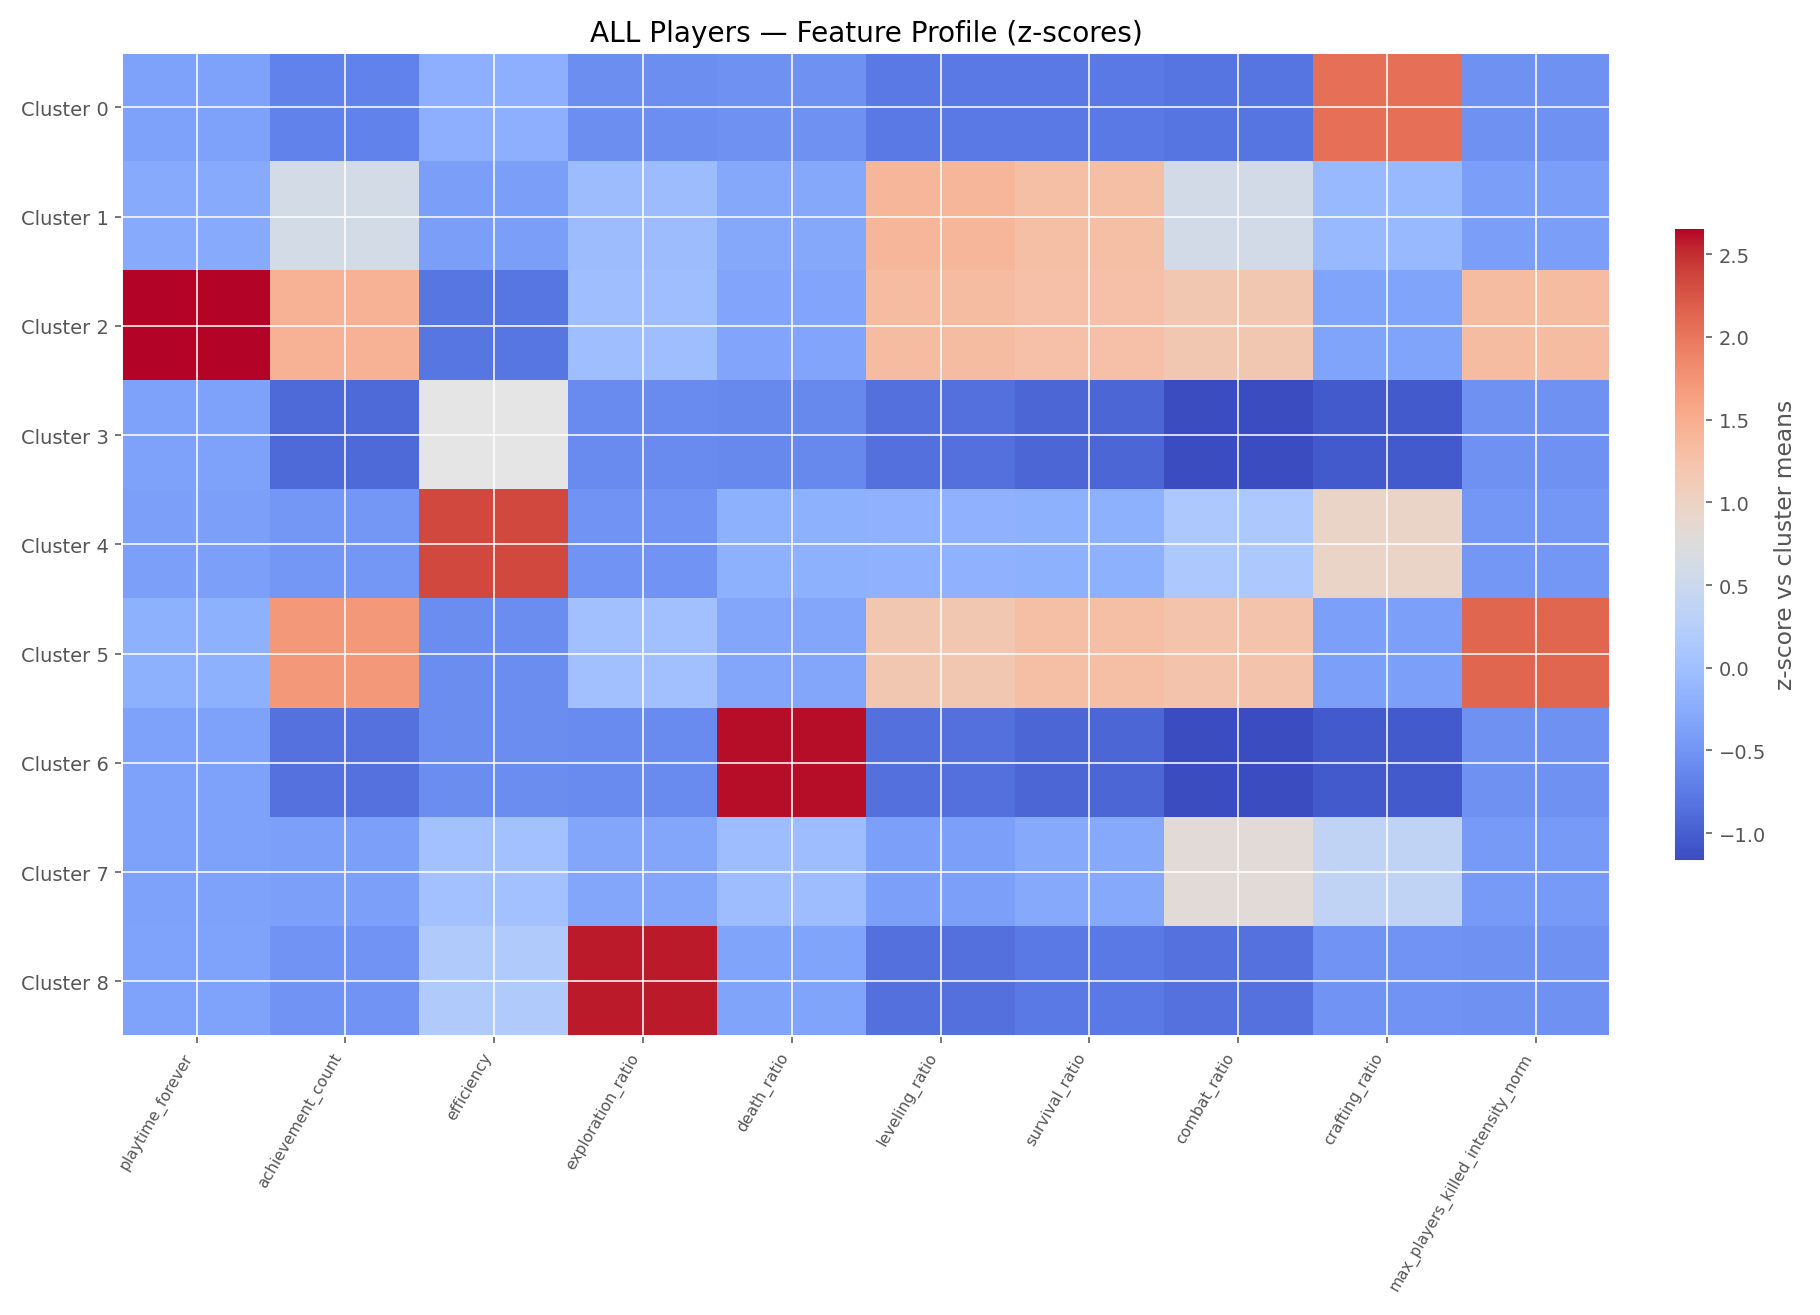 ALL Players — Feature Profile (z-scores)
Cluster 0
Cluster 1
Cluster 2
Cluster 3
Cluster 4
Cluster 5
Cluster 6
Cluster 7
Cluster 8
playtime_forever
achievement_count
efficiency
exploration_ratio
death_ratio
leveling_ratio
survival_ratio
combat_ratio
crafting_ratio
max_players_killed_intensity_norm
2.5
2.0
1.5
1.0
0.5
0.0
−0.5
−1.0
z-score vs cluster means